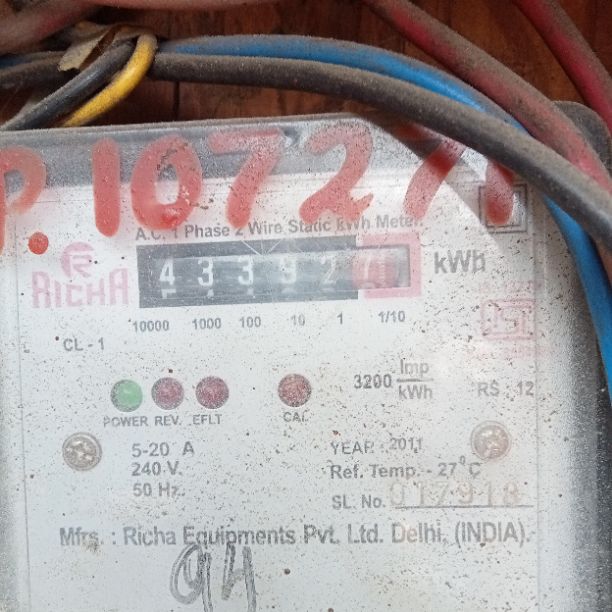 P.10727
A.C. 1 Phase 2 Wire Static kWh Meter
RICHA
4 3 3 9 2
kWh
10000 1000 100 10 1 1/10
CL - 1
3200 Imp/kWh
POWER REV. EFLT CAL
RS : 12
5-20 A
240 V.
50 Hz.
YEAR - 2011
Ref. Temp. - 27°C
SL. No. 917918
Mfrs. : Richa Equipments Pvt. Ltd. Delhi, (INDIA).